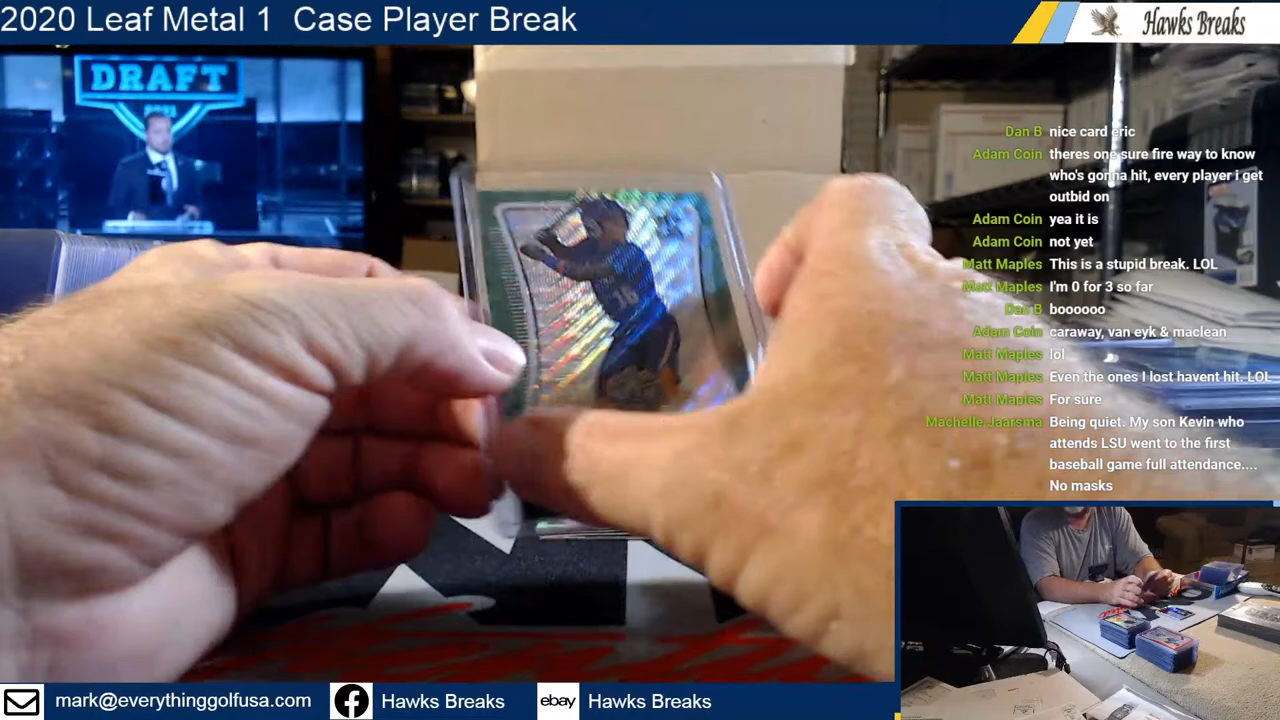 2020 Leaf Metal 1 Case Player Break
Hawks Breaks
DRAFT
2021
16
Dan B nice card eric
Adam Coin theres one sure fire way to know
who's gonna hit, every player i get
outbid on
Adam Coin yea it is
Adam Coin not yet
Matt Maples This is a stupid break. LOL
Matt Maples I'm 0 for 3 so far
Dan B boooooo
Adam Coin caraway, van eyk & maclean
Matt Maples lol
Matt Maples Even the ones I lost havent hit. LOL
Matt Maples For sure
Machelle Jaarsma Being quiet. My son Kevin who
attends LSU went to the first
baseball game full attendance....
No masks
mark@everythinggolfusa.com
Hawks Breaks
ebay
Hawks Breaks